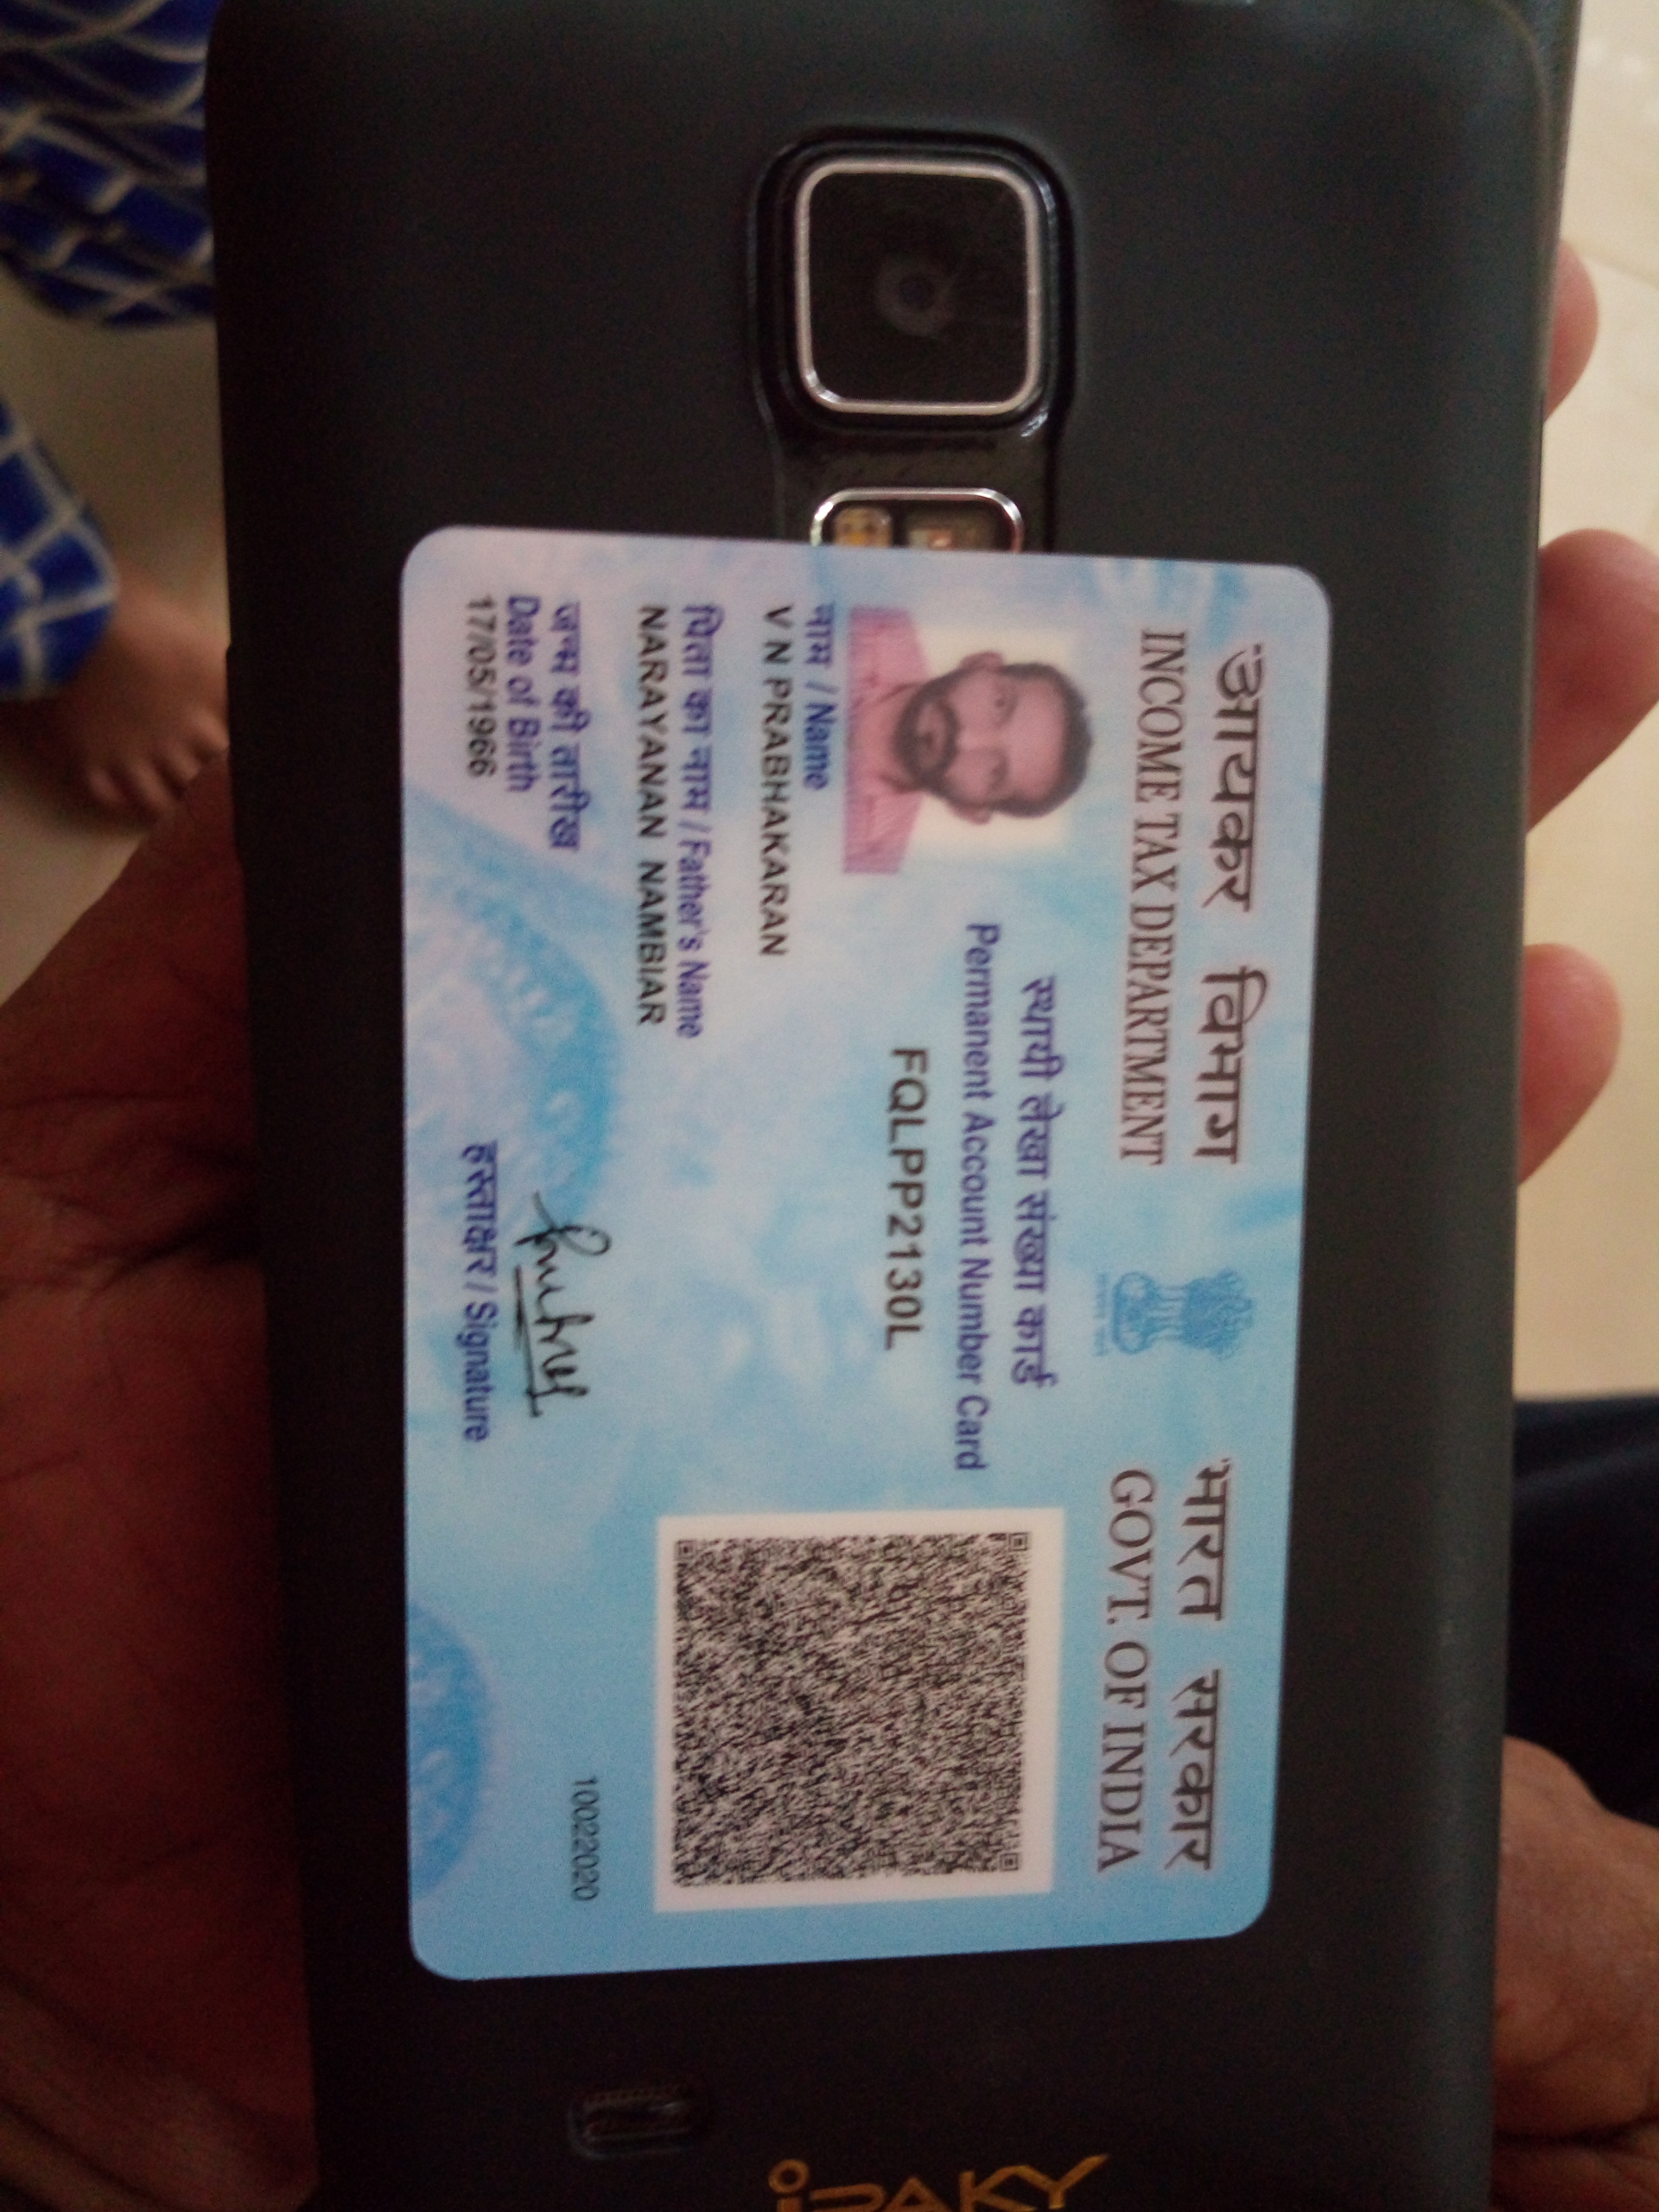 आयकर विभाग
INCOME TAX DEPARTMENT
भारत सरकार
GOVT. OF INDIA
स्थायी लेखा संख्या कार्ड
Permanent Account Number Card
FQLPP2130L
नाम / Name
V N PRABHAKARAN
पिता का नाम / Father's Name
NARAYANAN NAMBIAR
जन्म की तारीख
Date of Birth
17/05/1966
हस्ताक्षर / Signature
10022020
iPAKY